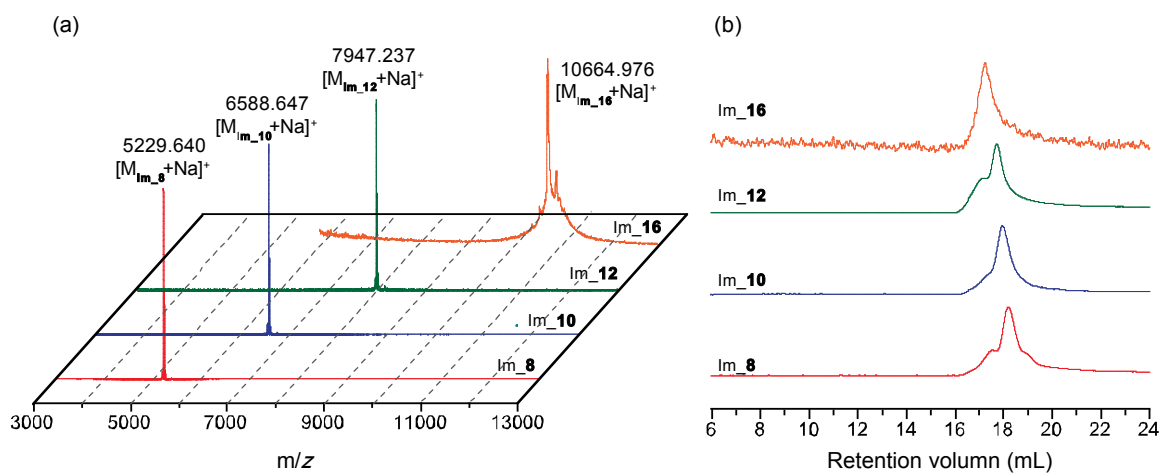 (a)
5229.640
[MIm_8+Na]⁺
6588.647
[MIm_10+Na]⁺
7947.237
[MIm_12+Na]⁺
10664.976
[MIm_16+Na]⁺
Im_16
Im_12
Im_10
Im_8
3000 5000 7000 9000 11000 13000
m/z
(b)
Im_16
Im_12
Im_10
Im_8
6 8 10 12 14 16 18 20 22 24
Retention volumn (mL)